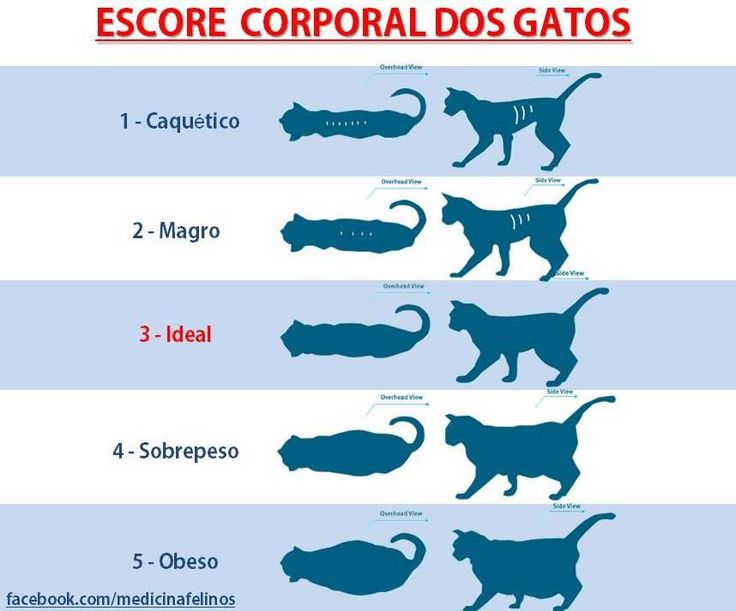 ESCORE CORPORAL DOS GATOS
Overhead View
Side View
1 - Caquético
Overhead View
Side View
2 - Magro
Overhead View
Side View
3 - Ideal
Overhead View
Side View
4 - Sobrepeso
Overhead View
Side View
5 - Obeso
facebook.com/medicinafelinos